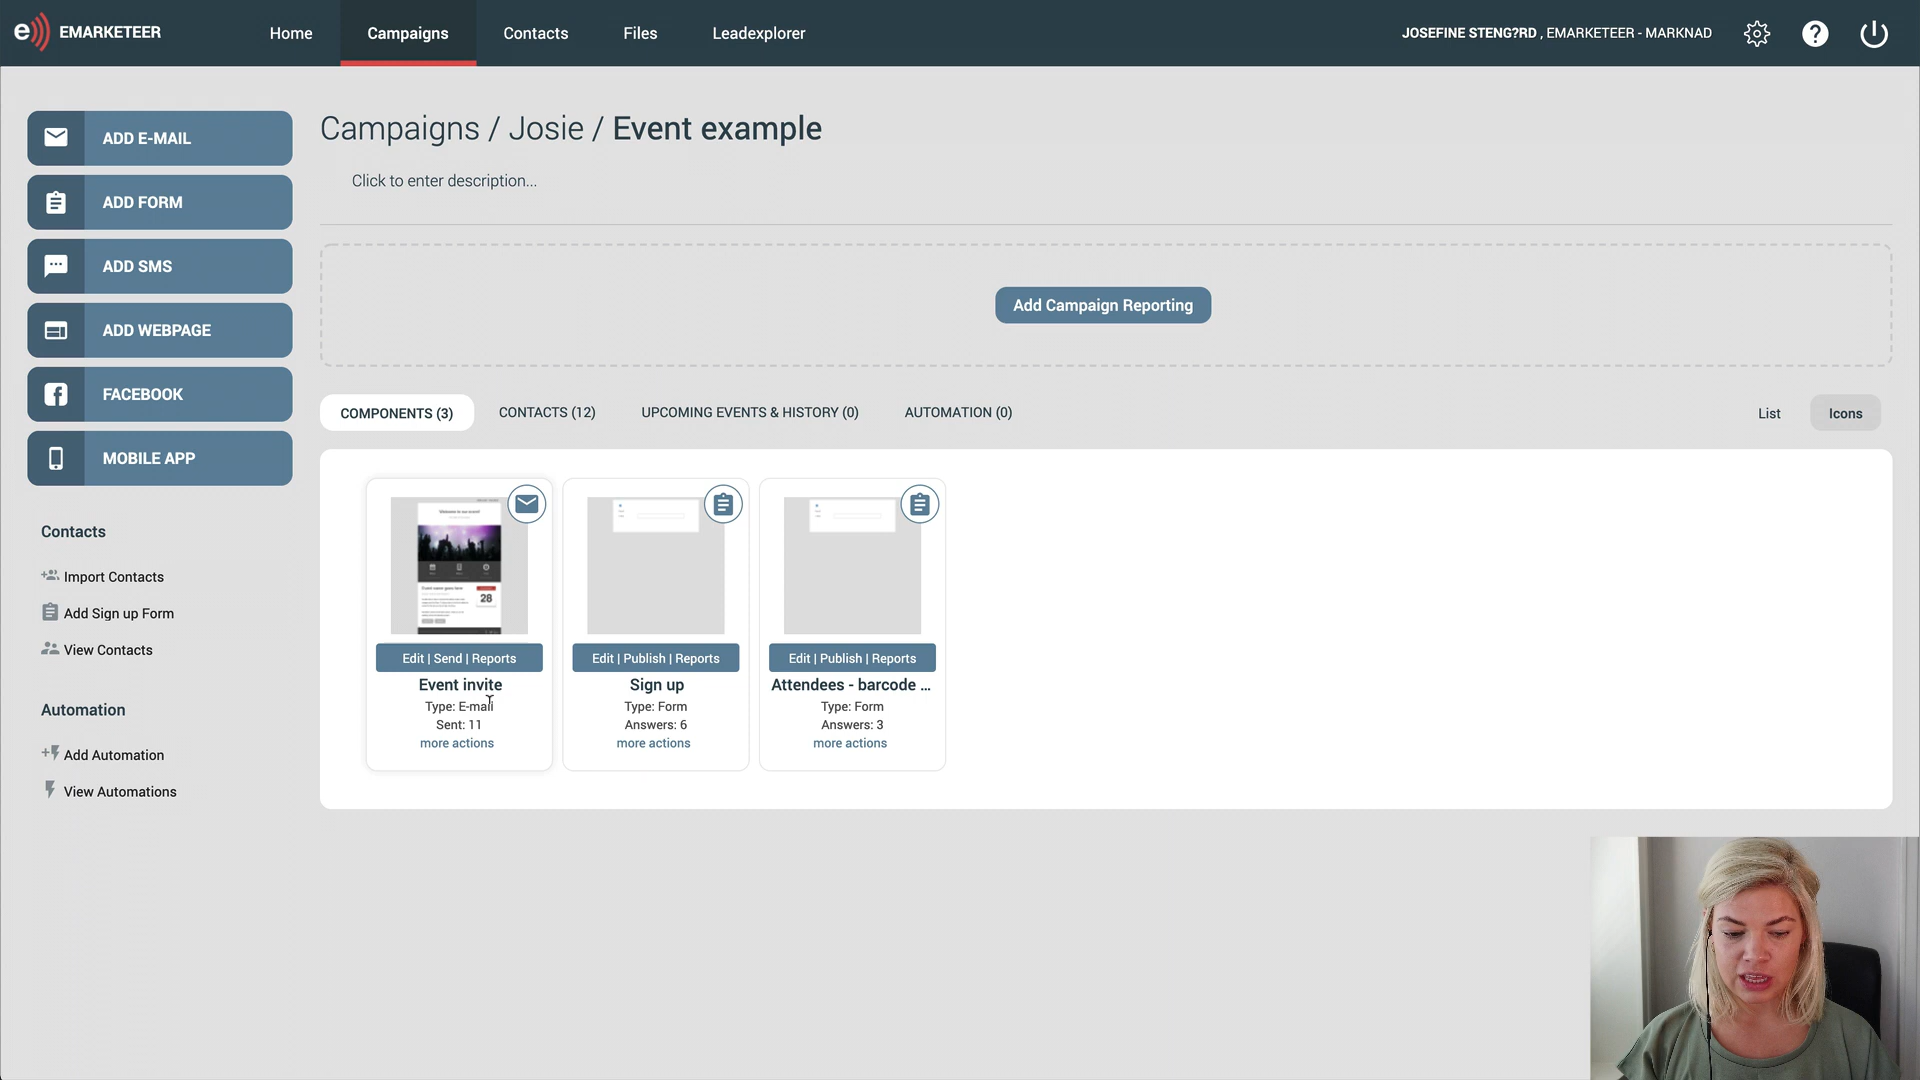 EMARKETEER
Home
Campaigns
Contacts
Files
Leadexplorer
JOSEFINE STENG?RD , EMARKETEER - MARKNAD
ADD E-MAIL
ADD FORM
ADD SMS
ADD WEBPAGE
FACEBOOK
MOBILE APP
Contacts
Import Contacts
Add Sign up Form
View Contacts
Automation
Add Automation
View Automations
Campaigns / Josie / Event example
Click to enter description...
Add Campaign Reporting
COMPONENTS (3)
CONTACTS (12)
UPCOMING EVENTS & HISTORY (0)
AUTOMATION (0)
List
Icons
28
Edit | Send | Reports
Event invite
Type: E-mail
Sent: 11
more actions
Edit | Publish | Reports
Sign up
Type: Form
Answers: 6
more actions
Edit | Publish | Reports
Attendees - barcode ...
Type: Form
Answers: 3
more actions